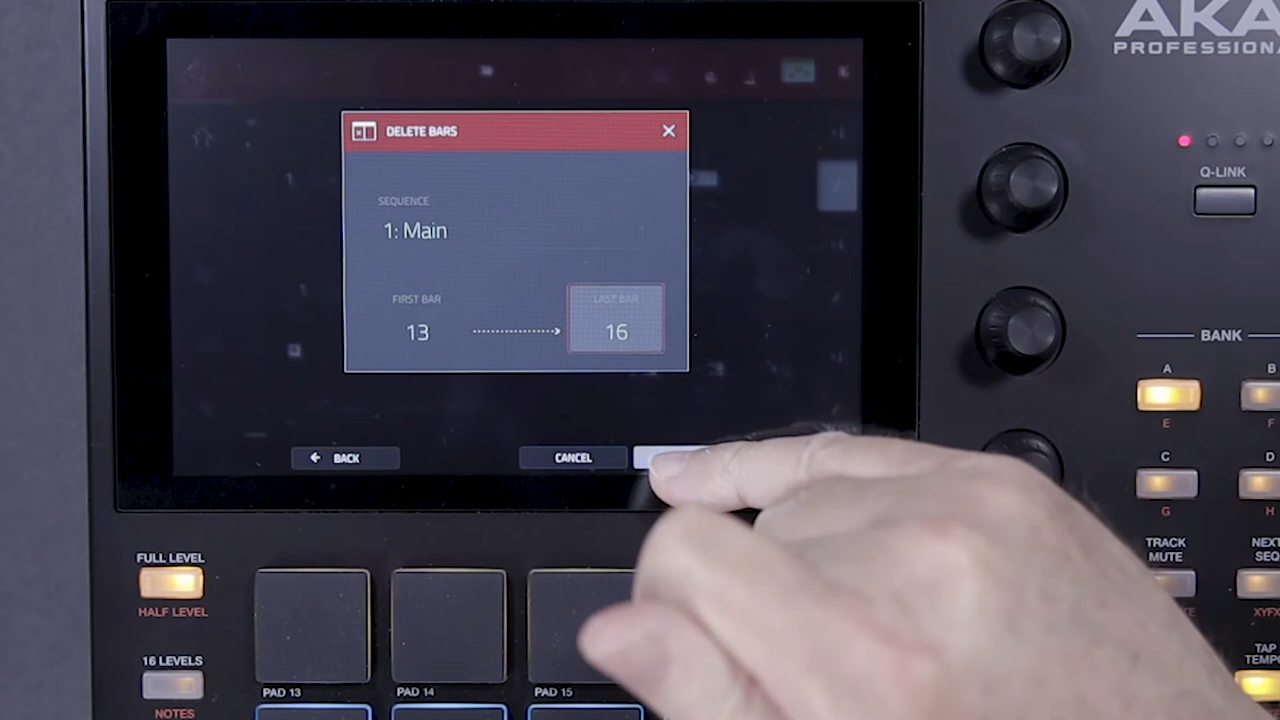 AKA
PROFESSIONA
DELETE BARS
SEQUENCE
1: Main
FIRST BAR
LAST BAR
13
16
BACK
CANCEL
Q-LINK
BANK
A
B
E
F
C
D
G
H
TRACK
MUTE
NEXT
SEQ
XYFX
TAP
TEMPO
FULL LEVEL
HALF LEVEL
16 LEVELS
NOTES
PAD 13
PAD 14
PAD 15